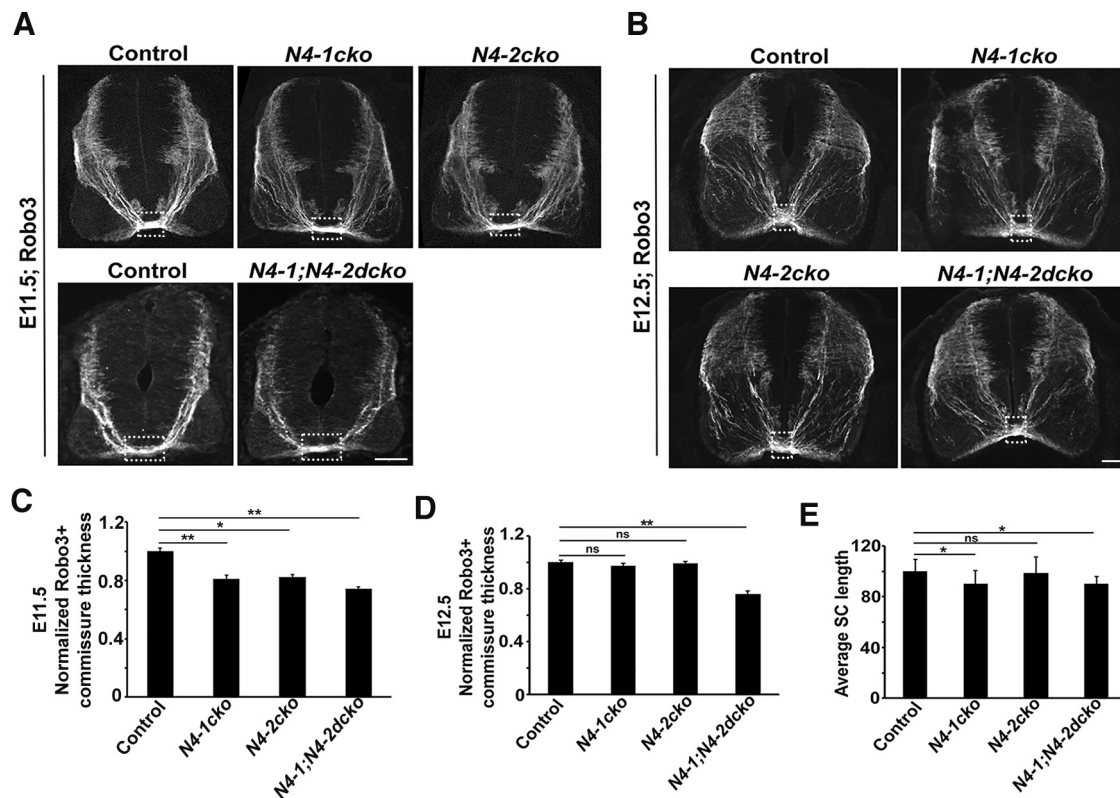 A
Control
N4-1cko
N4-2cko
E11.5; Robo3
Control
N4-1;N4-2dcko
B
Control
N4-1cko
E12.5; Robo3
N4-2cko
N4-1;N4-2dcko
C
E11.5
Normalized Robo3+
commissure thickness
1.2
0.8
0.4
0
**
*
**
Control
N4-1cko
N4-2cko
N4-1;N4-2dcko
D
E12.5
Normalized Robo3+
commissure thickness
1.2
0.8
0.4
0
**
ns
ns
Control
N4-1cko
N4-2cko
N4-1;N4-2dcko
E
Average SC length
120
80
40
0
*
ns
*
Control
N4-1cko
N4-2cko
N4-1;N4-2dcko